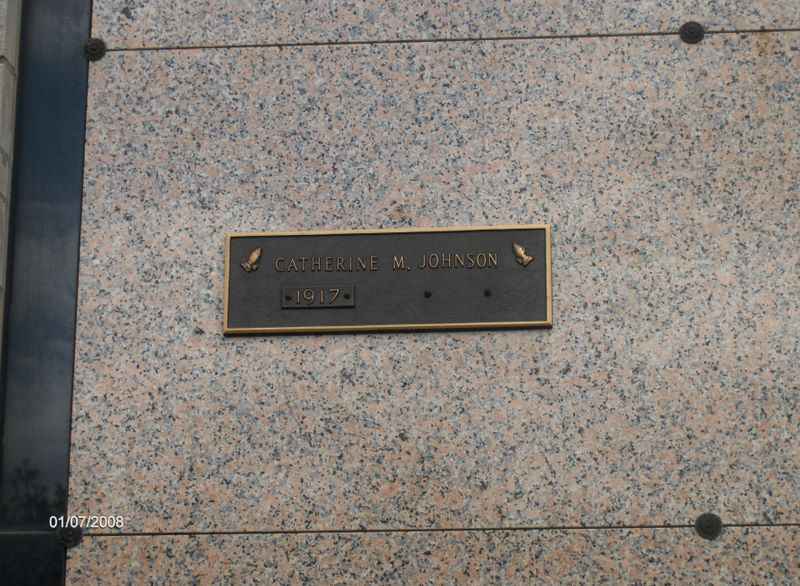 CATHERINE M. JOHNSON
1917
01/07/2008